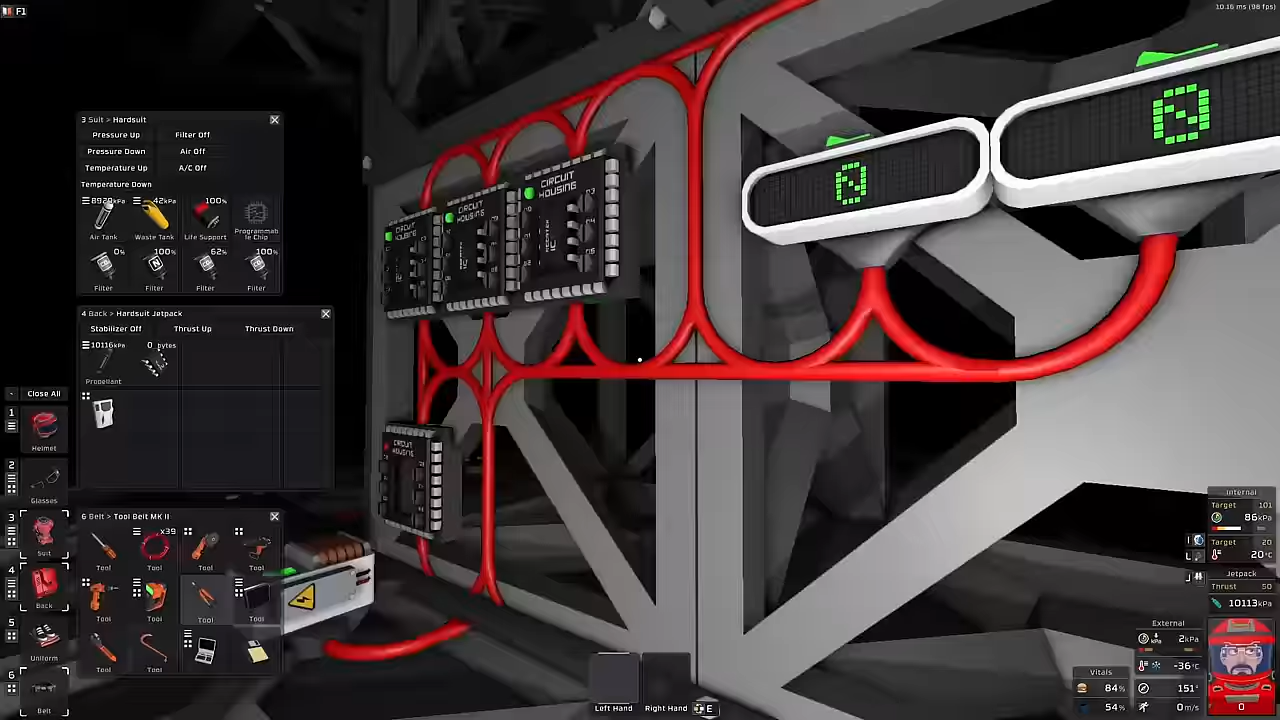 F1
10.16 ms (98 fps)
3 Suit > Hardsuit
Pressure Up
Filter Off
Pressure Down
Air Off
Temperature Up
A/C Off
Temperature Down
42kPa
100%
Air Tank
Waste Tank
Life Support
Programmab
le Chip
0%
100%
62%
100%
Filter
Filter
Filter
Filter
4 Back > Hardsuit Jetpack
Stabilizer Off
Thrust Up
Thrust Down
10116kPa
0 bytes
Propellant
Close All
1
Helmet
2
Glasses
3
Suit
4
Back
5
Uniform
6
Belt
6 Belt > Tool Belt MK II
x39
Tool
Tool
Tool
Tool
Tool
Tool
Tool
Tool
Tool
Tool
CIRCUIT
HOUSING
CIRCUIT
HOUSING
CIRCUIT
HOUSING
CIRCUIT
HOUSING
0
0
Left Hand
Right Hand
E
Internal
Target 101
86kPa
Target 20
20°C
Jetpack
Thrust 50
10113kPa
External
2kPa
-36°C
151°
0m/s
Vitals
84%
54%
0